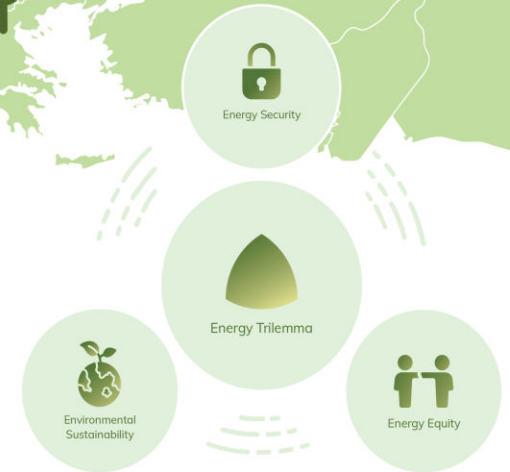 Energy Security
Energy Trilemma
Environmental
Sustainability
Energy Equity